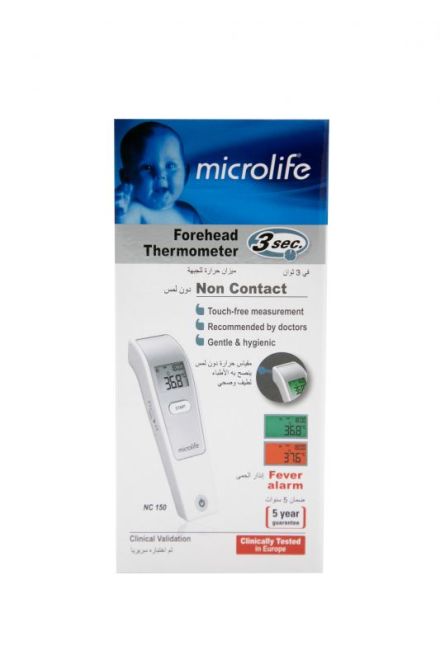 microlife®
Forehead
Thermometer
3 sec.
ميزان حرارة للجبهة
في 3 ثوان
دون لمس Non Contact
Touch-free measurement
Recommended by doctors
Gentle & hygienic
مقياس حرارة دون لمس
ينصح به الأطباء
لطيف وصحي
36.8
START
microlife
NC 150
36.8
37.6
إنذار الحمى Fever
alarm
ضمان 5 سنوات
5 year
guarantee
Clinical Validation
تم اختباره سريريا
Clinically Tested
in Europe